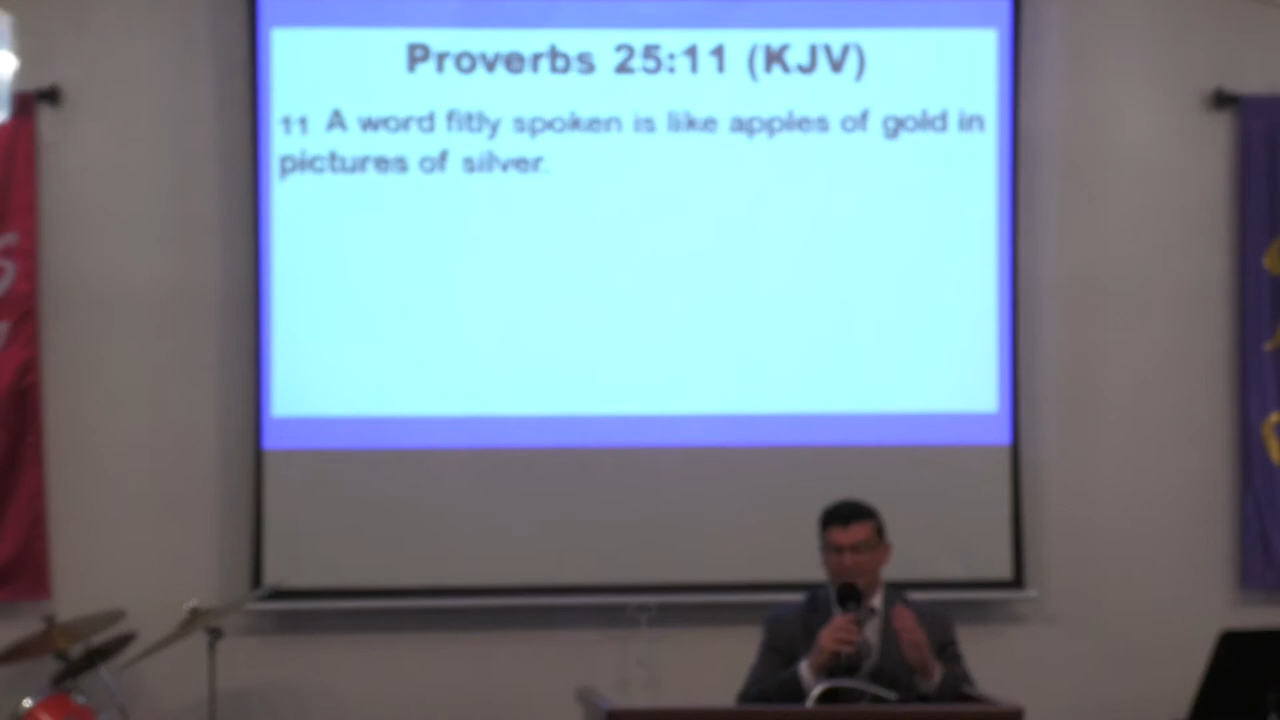 Proverbs 25:11 (KJV)
11 A word fitly spoken is like apples of gold in
pictures of silver.